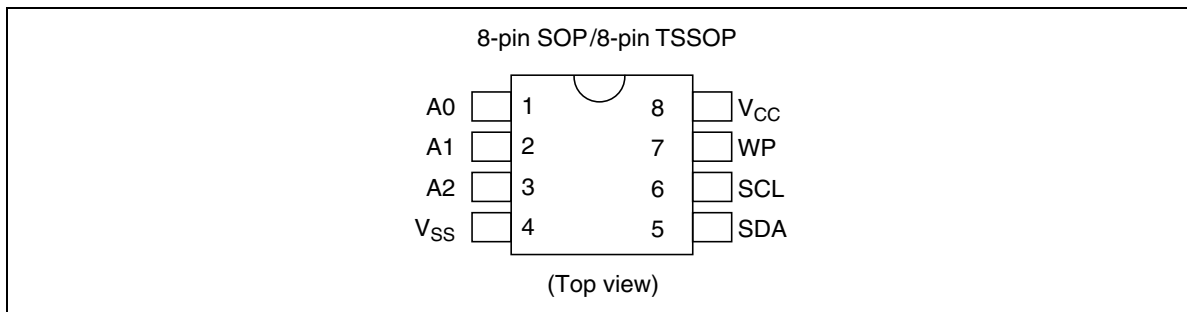 8-pin SOP/8-pin TSSOP
A0 1 8 VCC
A1 2 7 WP
A2 3 6 SCL
VSS 4 5 SDA
(Top view)